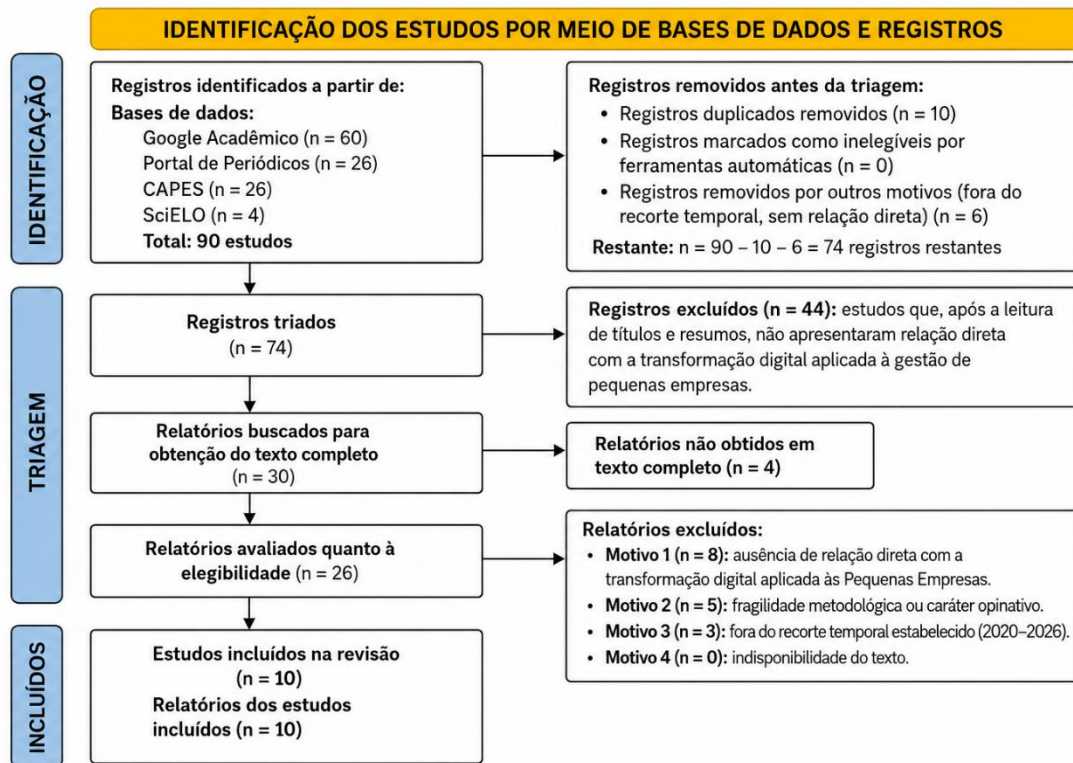 IDENTIFICAÇÃO DOS ESTUDOS POR MEIO DE BASES DE DADOS E REGISTROS
IDENTIFICAÇÃO
Registros identificados a partir de:
Bases de dados:
Google Acadêmico (n = 60)
Portal de Periódicos (n = 26)
CAPES (n = 26)
SciELO (n = 4)
Total: 90 estudos
Registros removidos antes da triagem:
• Registros duplicados removidos (n = 10)
• Registros marcados como inelegíveis por
ferramentas automáticas (n = 0)
• Registros removidos por outros motivos (fora do
recorte temporal, sem relação direta) (n = 6)
Restante: n = 90 – 10 – 6 = 74 registros restantes
TRIAGEM
Registros triados
(n = 74)
Registros excluídos (n = 44): estudos que, após a leitura
de títulos e resumos, não apresentaram relação direta
com a transformação digital aplicada à gestão de
pequenas empresas.
Relatórios buscados para
obtenção do texto completo
(n = 30)
Relatórios não obtidos em
texto completo (n = 4)
Relatórios avaliados quanto à
elegibilidade (n = 26)
Relatórios excluídos:
• Motivo 1 (n = 8): ausência de relação direta com a
transformação digital aplicada às Pequenas Empresas.
• Motivo 2 (n = 5): fragilidade metodológica ou caráter opinativo.
• Motivo 3 (n = 3): fora do recorte temporal estabelecido (2020–2026).
• Motivo 4 (n = 0): indisponibilidade do texto.
INCLUÍDOS
Estudos incluídos na revisão
(n = 10)
Relatórios dos estudos
incluídos (n = 10)